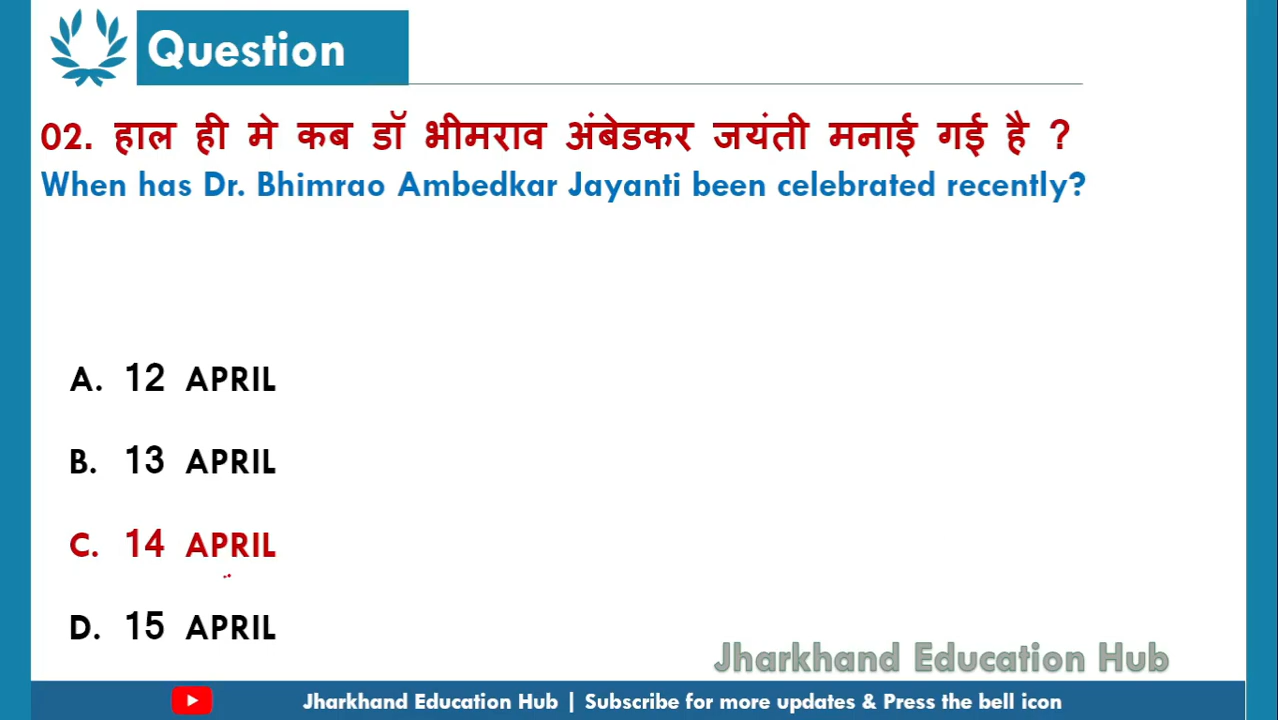 Question
02. हाल ही मे कब डॉ भीमराव अंबेडकर जयंती मनाई गई है ?
When has Dr. Bhimrao Ambedkar Jayanti been celebrated recently?
A. 12 APRIL
B. 13 APRIL
C. 14 APRIL
D. 15 APRIL
Jharkhand Education Hub
Jharkhand Education Hub | Subscribe for more updates & Press the bell icon